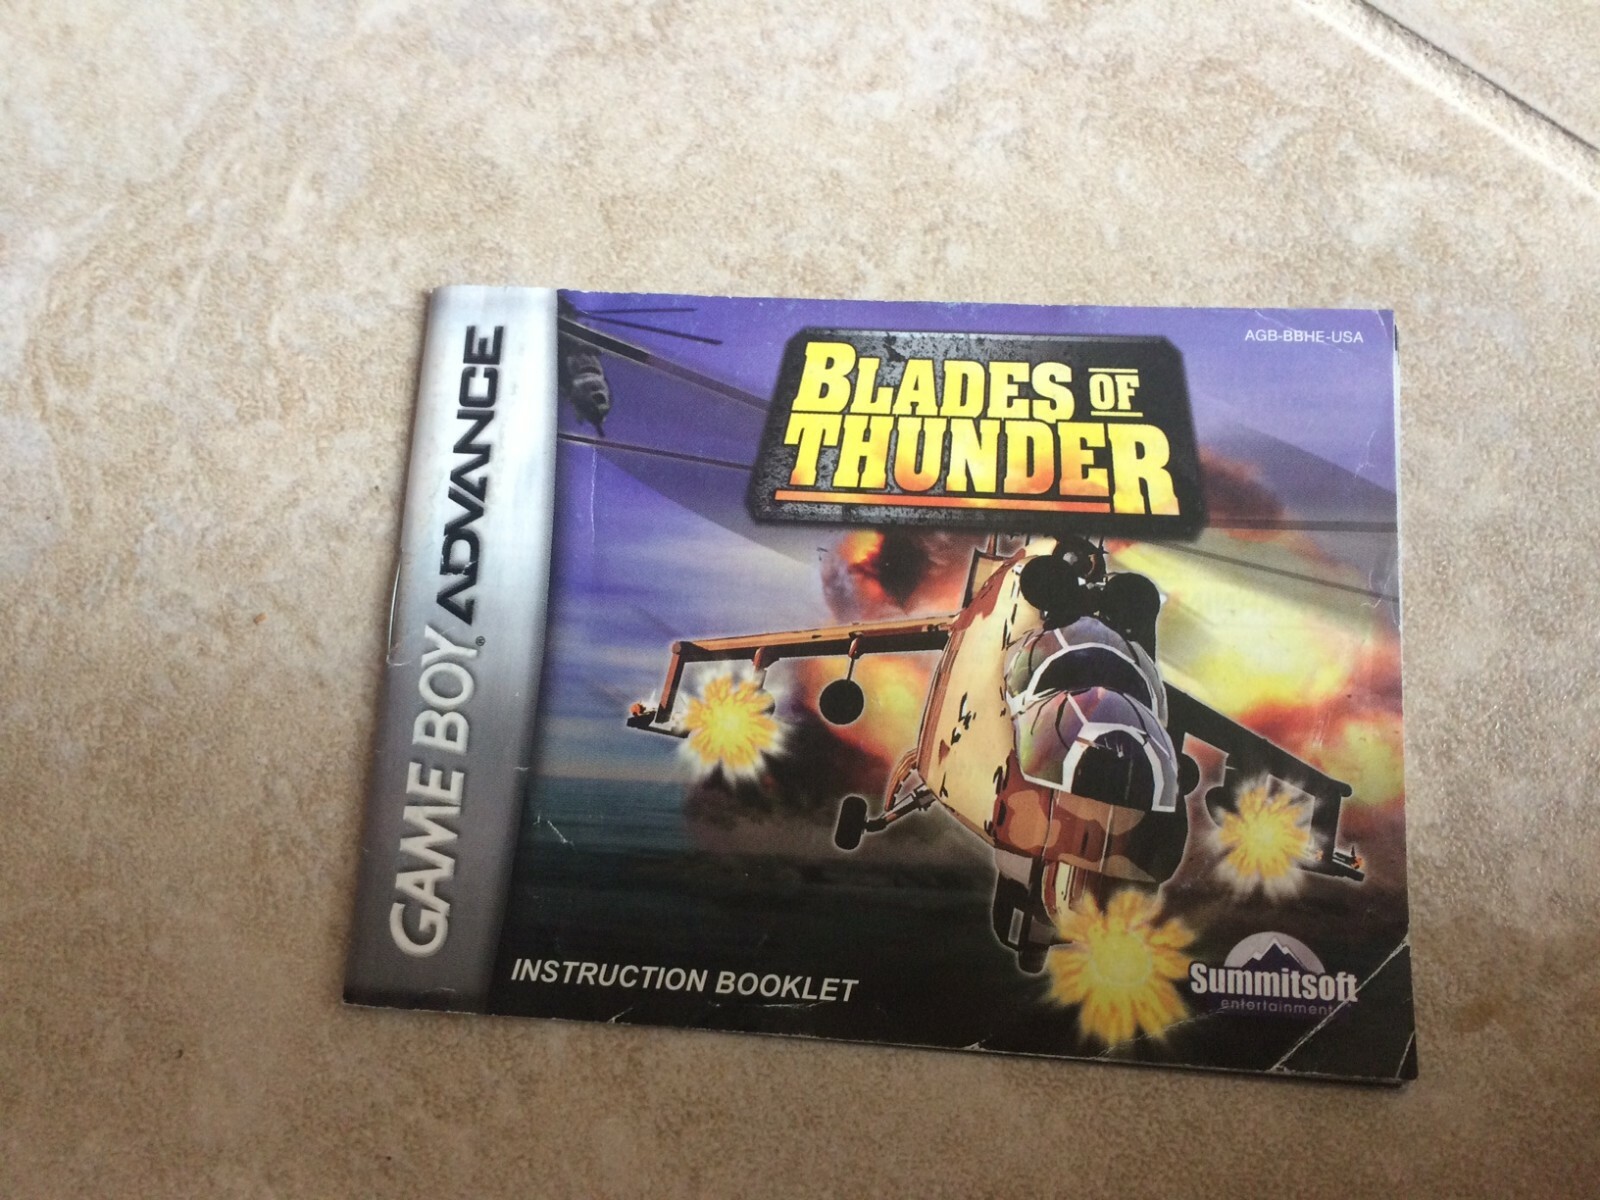 GAME BOY® ADVANCE
AGB-BBHE-USA
BLADES OF
THUNDER
INSTRUCTION BOOKLET
Summitsoft
entertainment